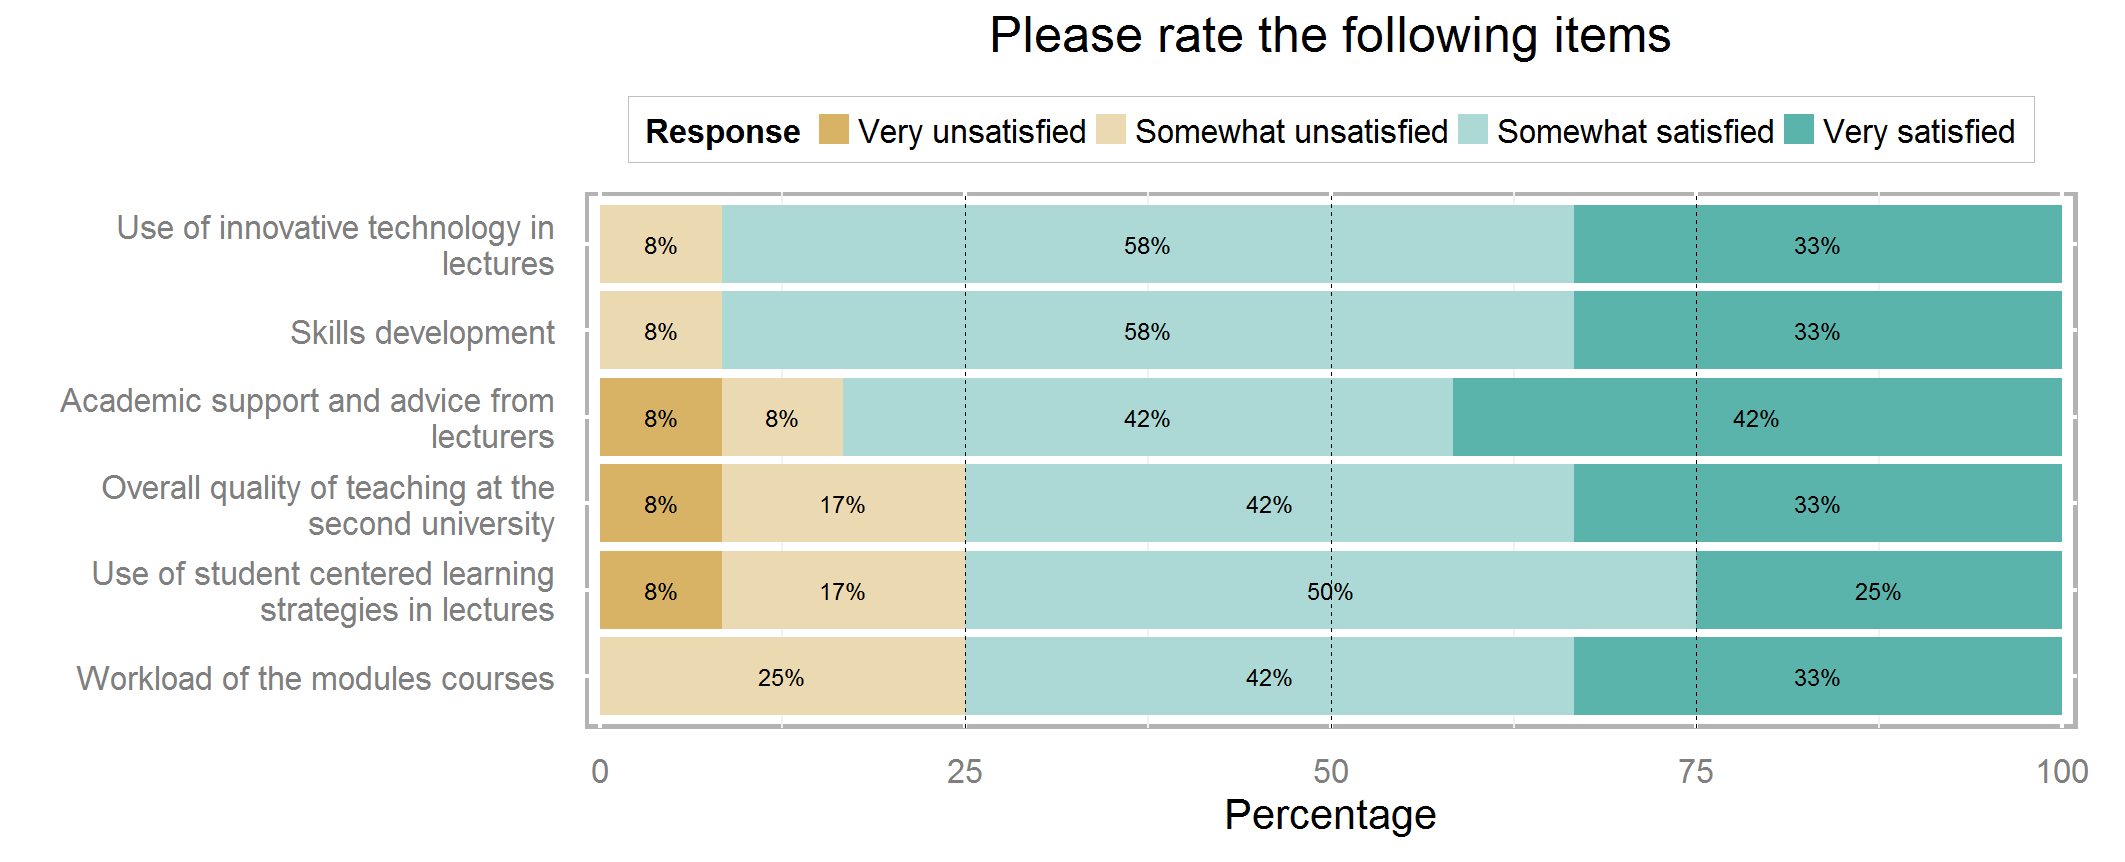 Please rate the following items
Response Very unsatisfied Somewhat unsatisfied Somewhat satisfied Very satisfied
Use of innovative technology in
lectures
8% 58% 33%
Skills development
8% 58% 33%
Academic support and advice from
lecturers
8% 8% 42% 42%
Overall quality of teaching at the
second university
8% 17% 42% 33%
Use of student centered learning
strategies in lectures
8% 17% 50% 25%
Workload of the modules courses
25% 42% 33%
0 25 50 75 100
Percentage